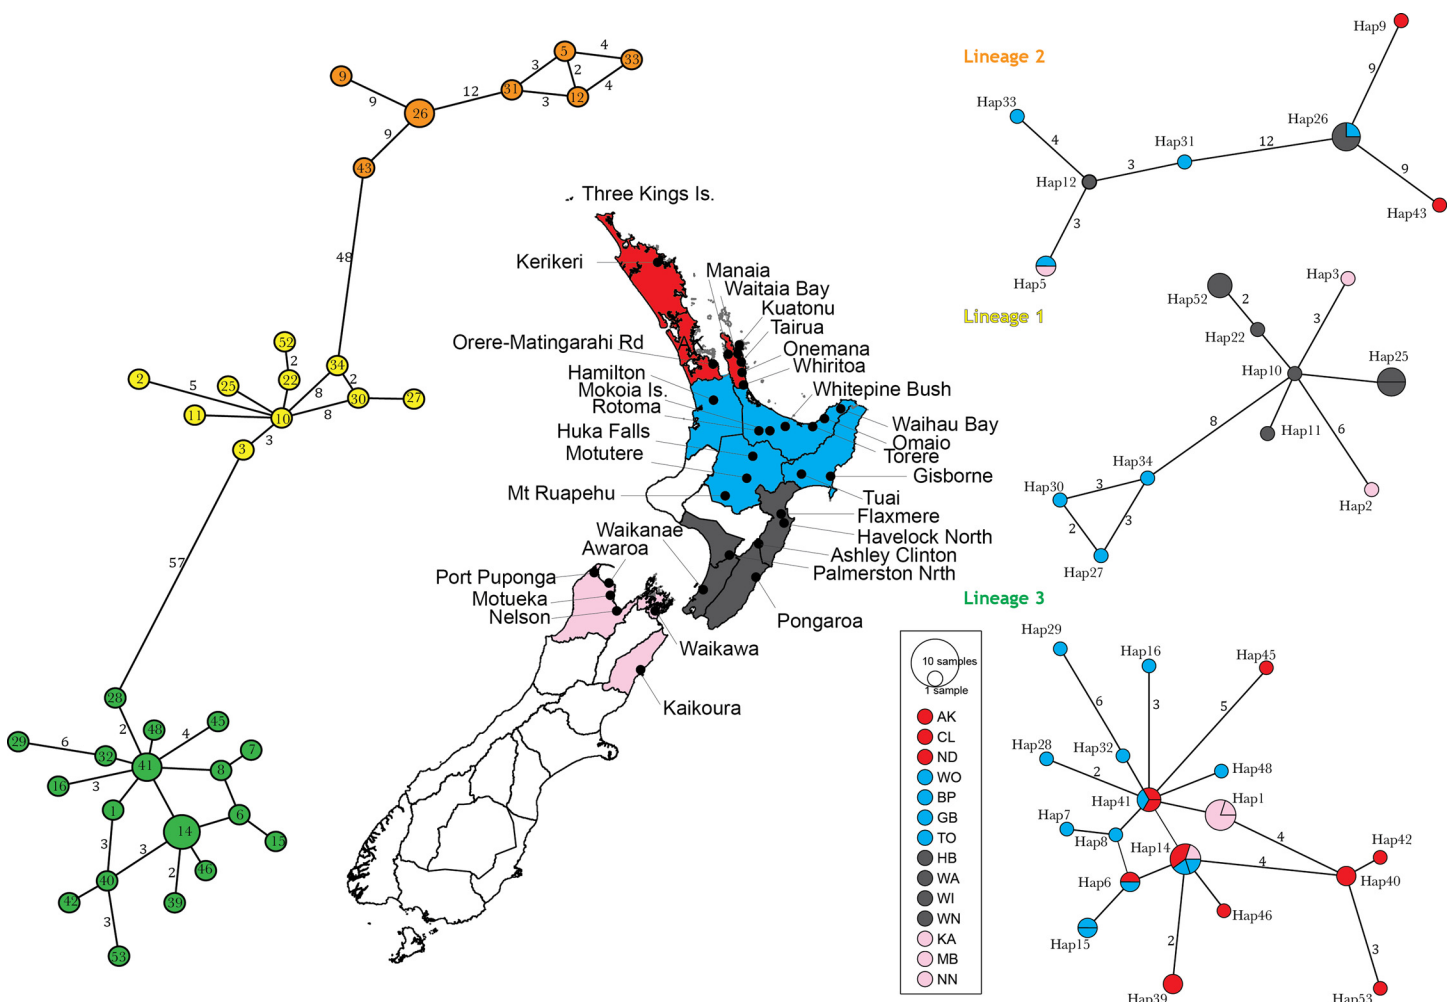 9
5
33
4
3
2
4
31
12
3
12
26
9
9
43
48
52
2
2
34
22
25
5
2
8
30
27
11
10
8
3
3
57
28
2
48
4
45
29
6
32
41
7
8
16
3
1
14
6
15
3
3
46
40
2
39
42
3
53
Three Kings Is.
Kerikeri
Manaia
Waitaia Bay
Kuatonu
Tairua
Orere-Matingarahi Rd
A
Onemana
Hamilton
Whiritoa
Mokoia Is.
Whitepine Bush
Rotoma
Waihau Bay
Huka Falls
Omaio
Motutere
Torere
Gisborne
Mt Ruapehu
Tuai
Flaxmere
Waikanae
Havelock North
Awaroa
Ashley Clinton
Port Puponga
Palmerston Nrth
Motueka
Nelson
Pongaroa
Waikawa
Kaikoura
10 samples
1 sample
AK
CL
ND
WO
BP
GB
TO
HB
WA
WI
WN
KA
MB
NN
Lineage 2
Hap9
9
Hap33
Hap26
4
Hap31
12
3
Hap12
9
Hap43
3
Hap5
Lineage 1
Hap3
Hap52
2
3
Hap22
Hap25
Hap10
8
Hap11
6
Hap34
Hap30
3
Hap2
2
3
Hap27
Lineage 3
Hap29
Hap16
Hap45
6
3
5
Hap28
Hap32
2
Hap48
Hap41
Hap1
Hap7
Hap8
4
Hap42
Hap14
4
Hap6
Hap40
Hap46
Hap15
2
3
Hap39
Hap53